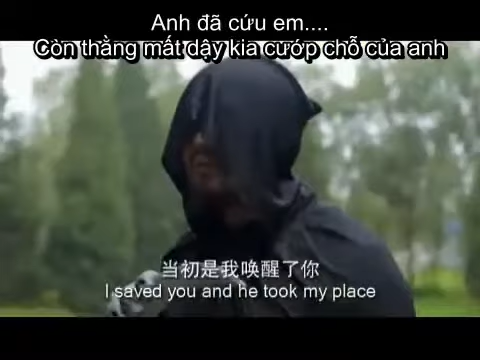 Anh đã cứu em....
Còn thằng mất dậy kia cướp chỗ của anh
当初是我唤醒了你
I saved you and he took my place